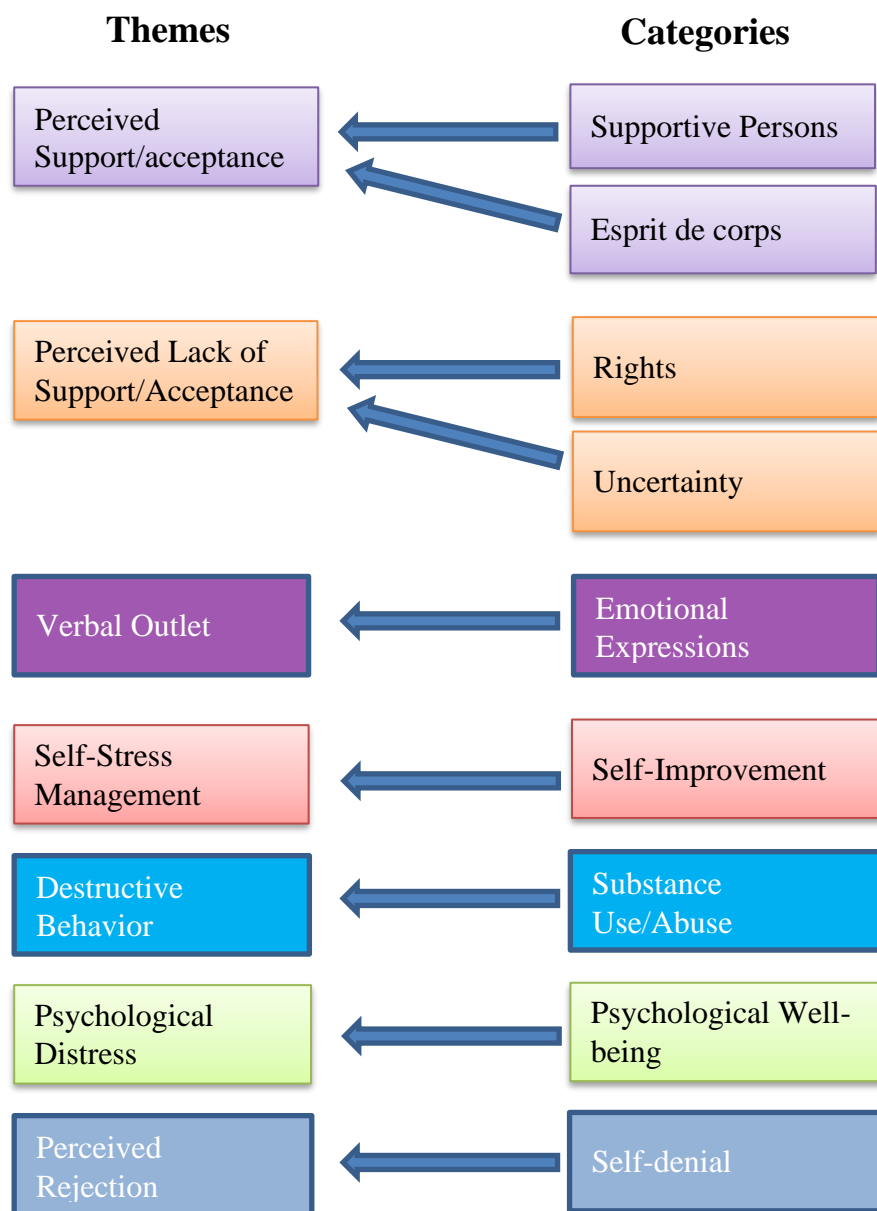 Themes
Categories
Perceived
Support/acceptance
Supportive Persons
Esprit de corps
Perceived Lack of
Support/Acceptance
Rights
Uncertainty
Verbal Outlet
Emotional
Expressions
Self-Stress
Management
Self-Improvement
Destructive
Behavior
Substance
Use/Abuse
Psychological
Distress
Psychological Well-
being
Perceived
Rejection
Self-denial